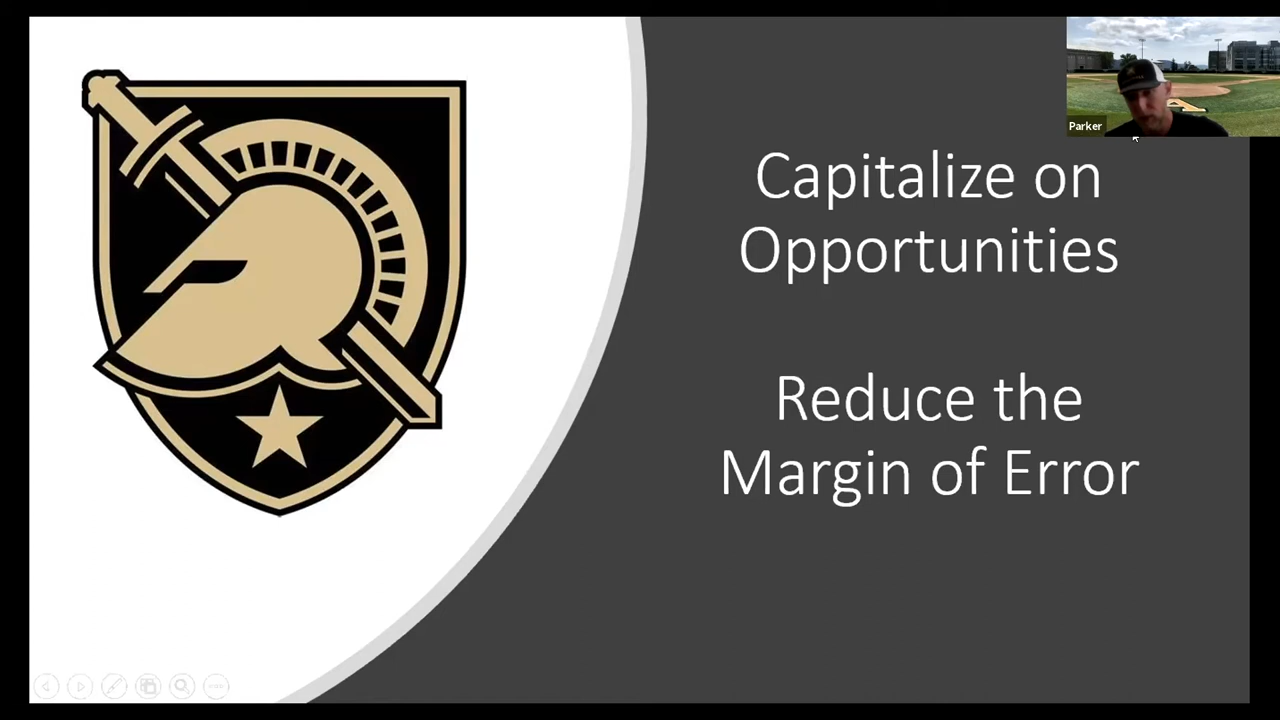 Parker
Capitalize on
Opportunities
Reduce the
Margin of Error